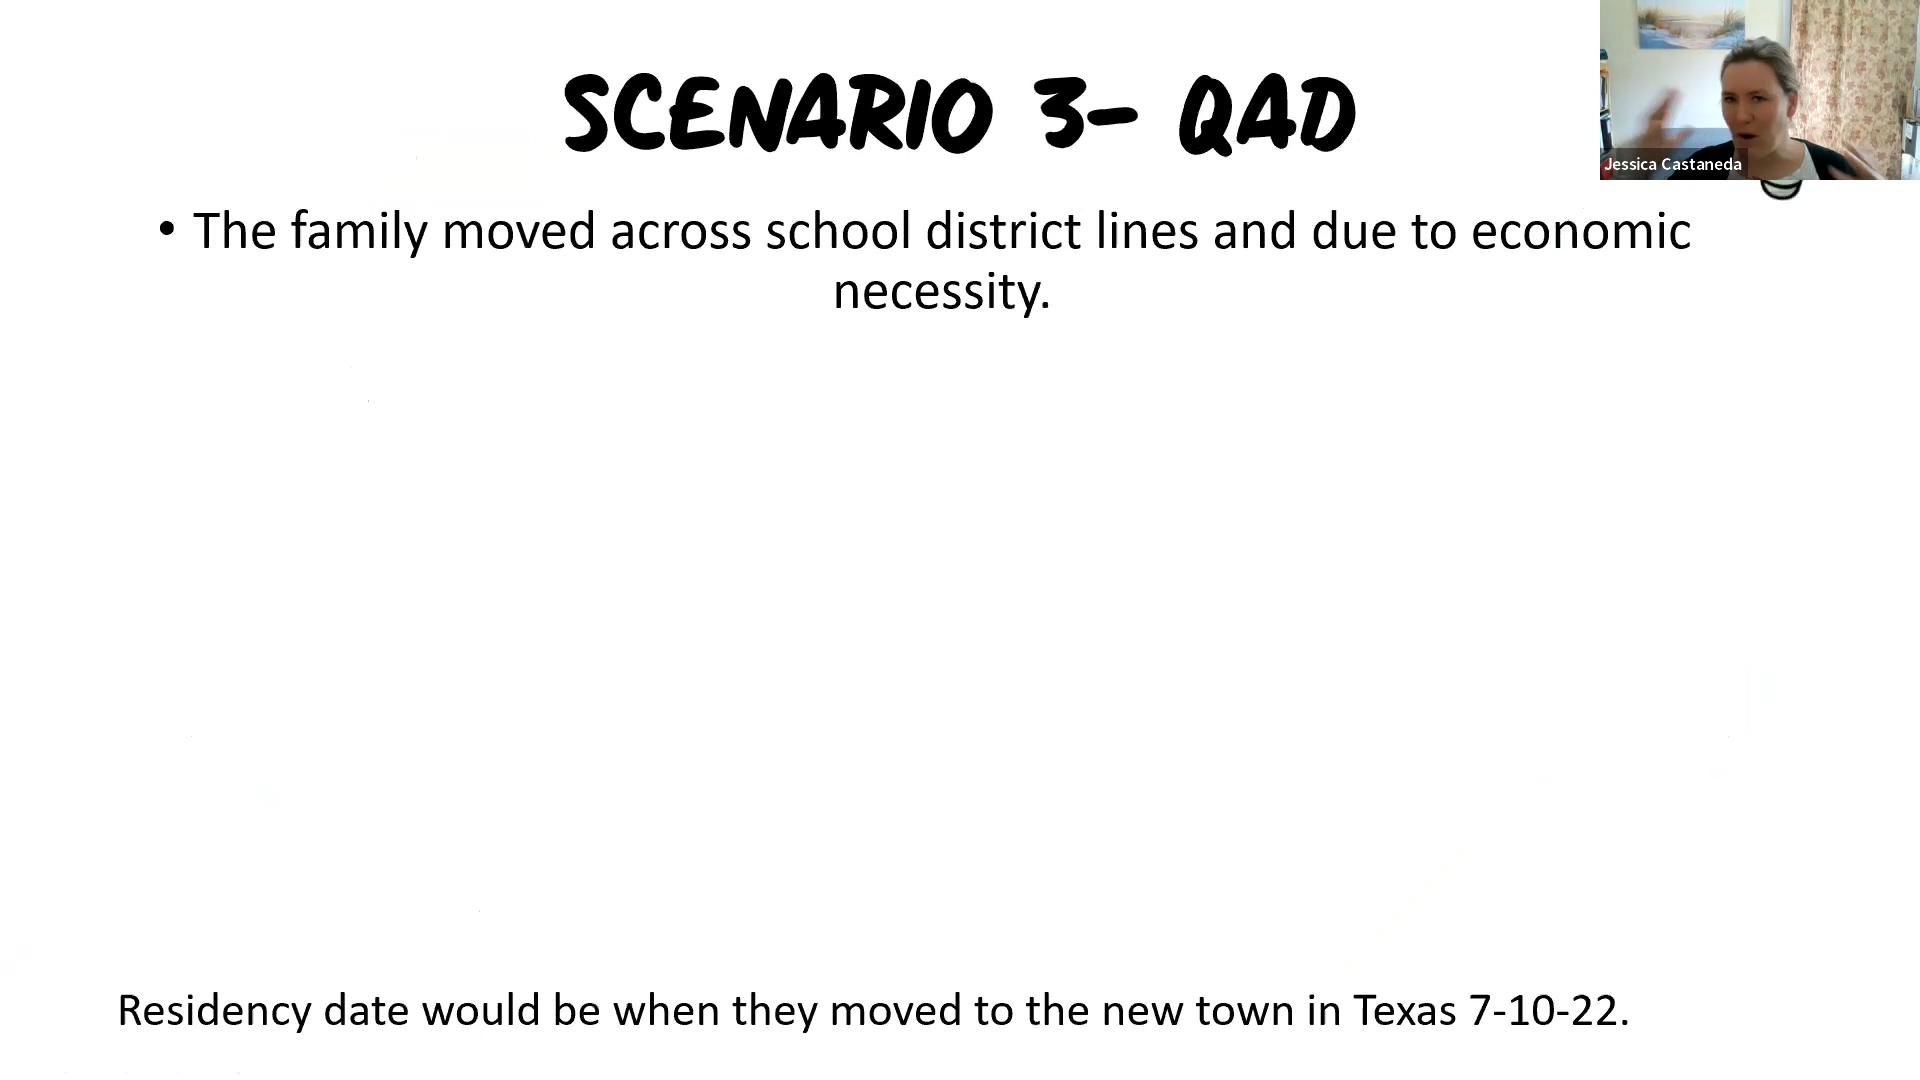 SCENARIO 3- QAD
Jessica Castaneda
• The family moved across school district lines and due to economic
necessity.
Residency date would be when they moved to the new town in Texas 7-10-22.